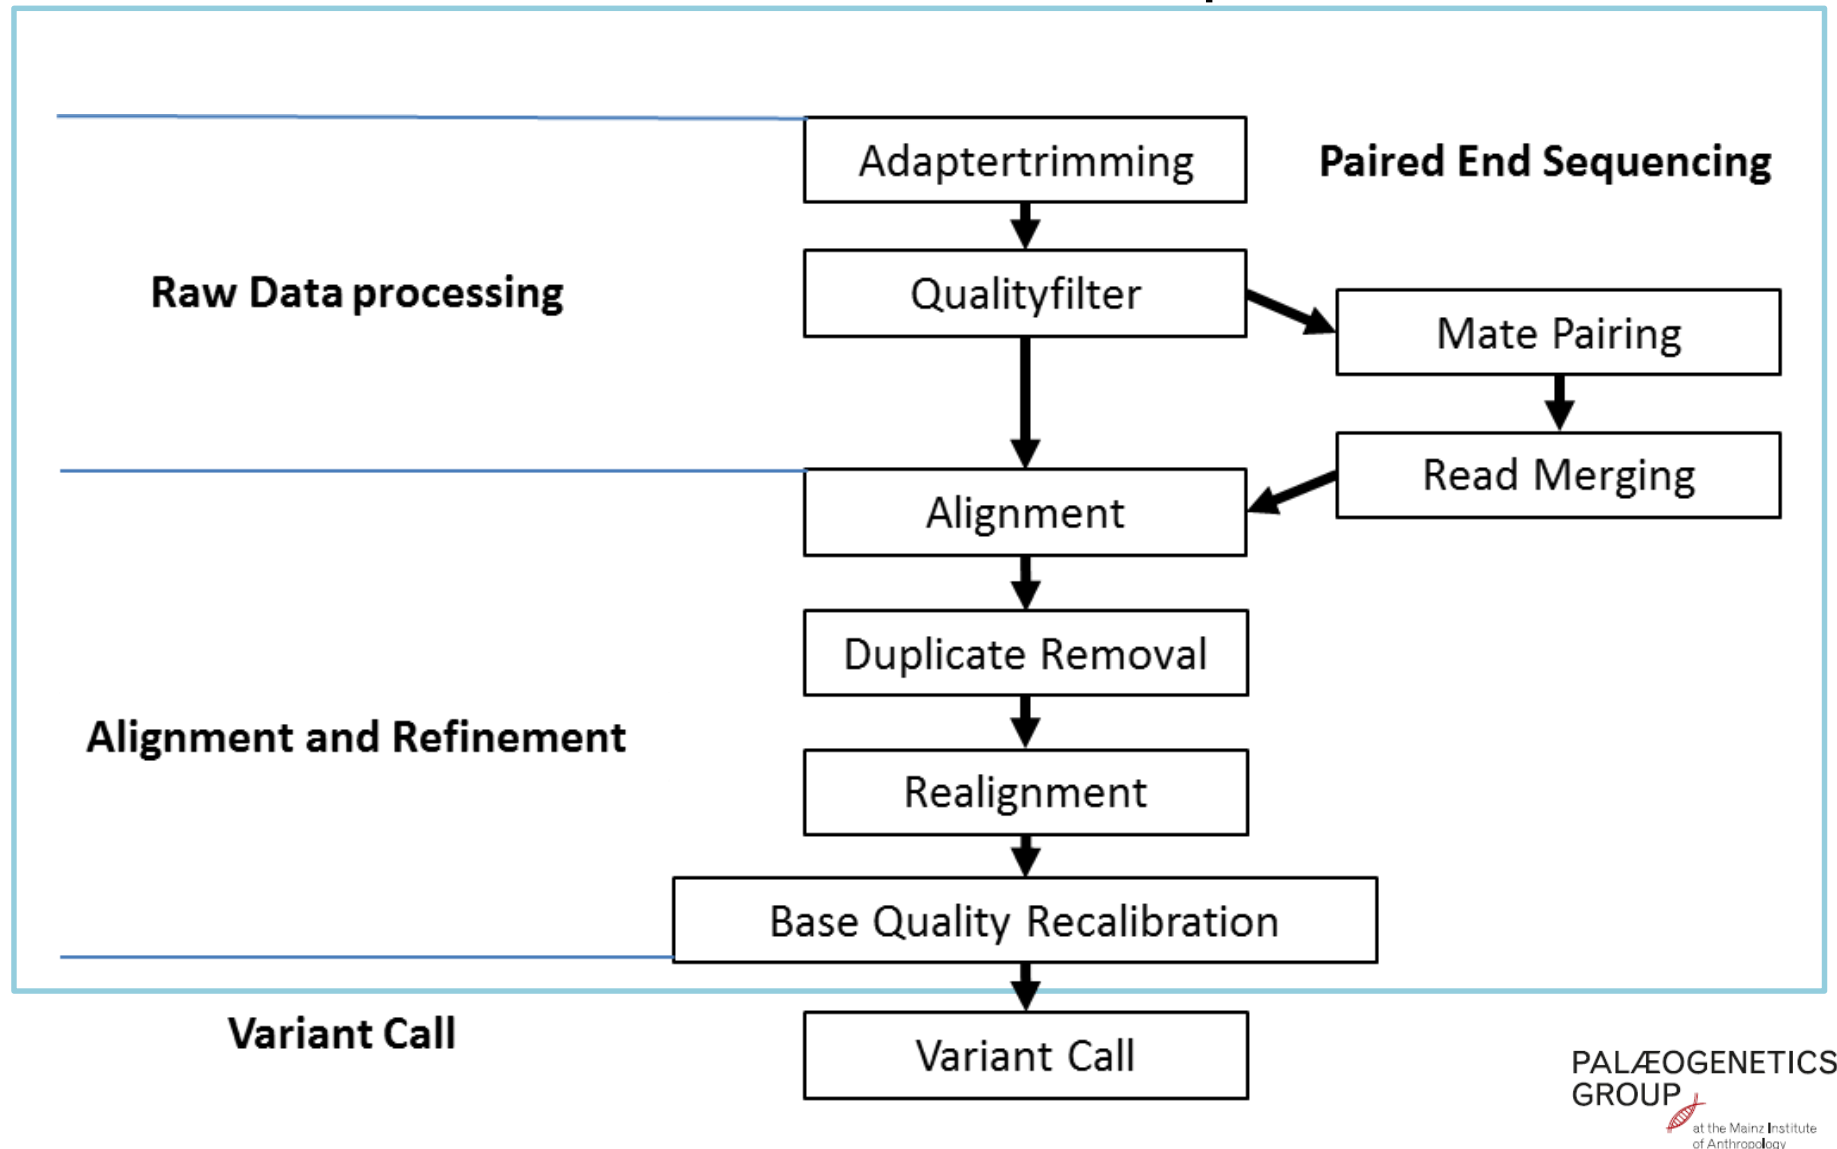 Adaptertrimming
Paired End Sequencing
Raw Data processing
Qualityfilter
Mate Pairing
Read Merging
Alignment
Duplicate Removal
Alignment and Refinement
Realignment
Base Quality Recalibration
Variant Call
Variant Call
PALÆOGENETICS
GROUP
at the Mainz Institute
of Anthropology